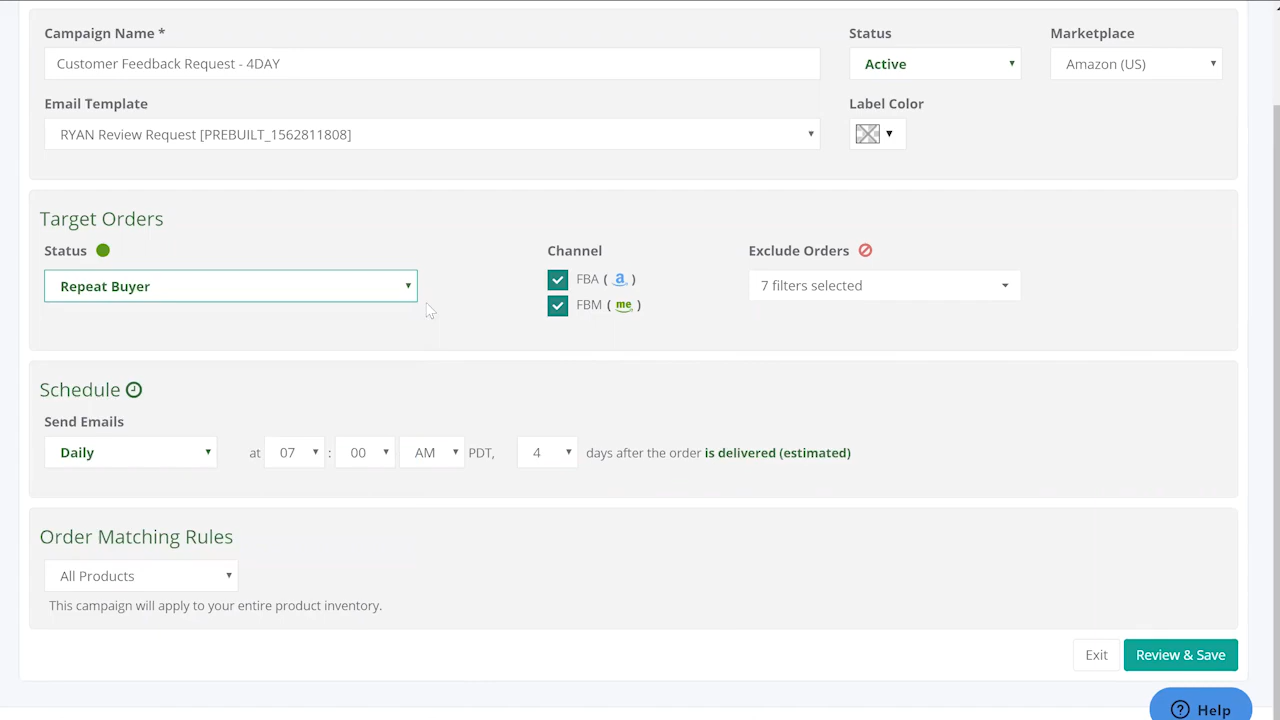 Campaign Name *
Status
Marketplace
Customer Feedback Request - 4DAY
Active
Amazon (US)
Email Template
Label Color
RYAN Review Request [PREBUILT_1562811808]
Target Orders
Status
Channel
Exclude Orders
Repeat Buyer
FBA ( a )
7 filters selected
FBM ( me )
Schedule
Send Emails
Daily at 07 : 00 AM PDT, 4 days after the order is delivered (estimated)
Order Matching Rules
All Products
This campaign will apply to your entire product inventory.
Exit
Review & Save
? Help